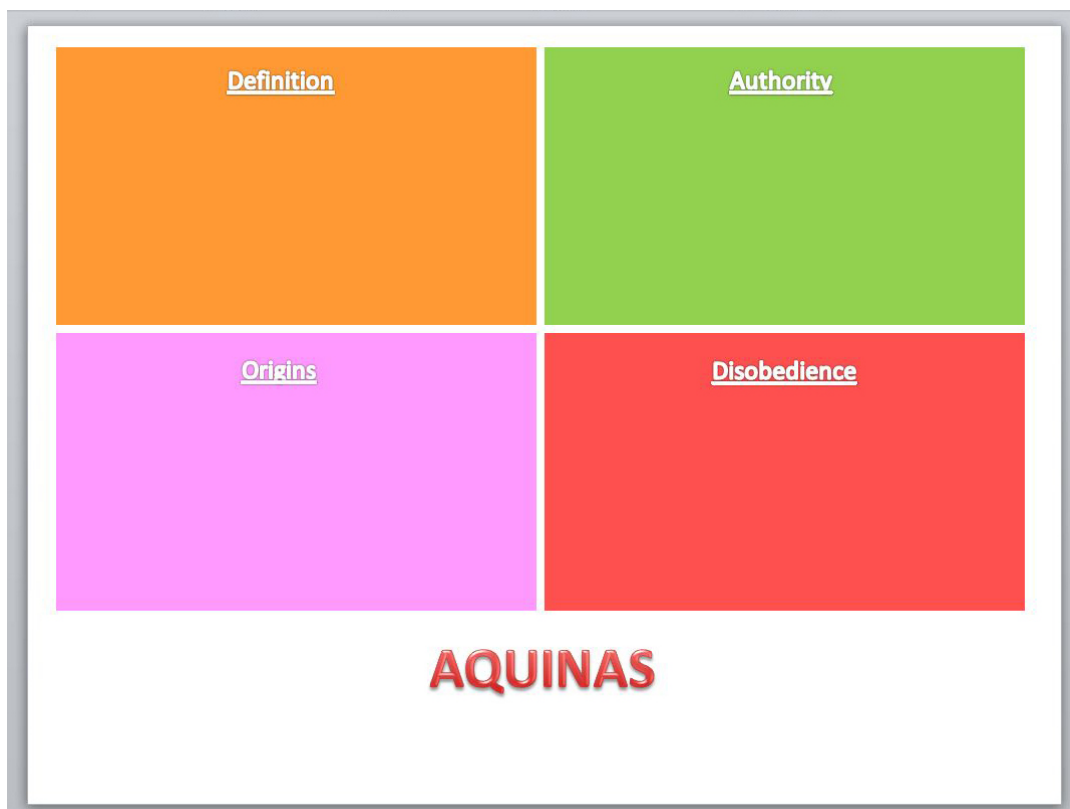 Definition
Authority
Origins
Disobedience
AQUINAS